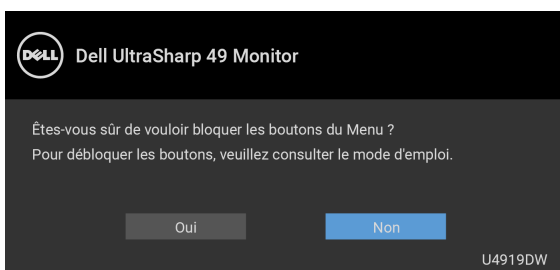 DELL Dell UltraSharp 49 Monitor
Êtes-vous sûr de vouloir bloquer les boutons du Menu ?
Pour débloquer les boutons, veuillez consulter le mode d'emploi.
Oui Non
U4919DW